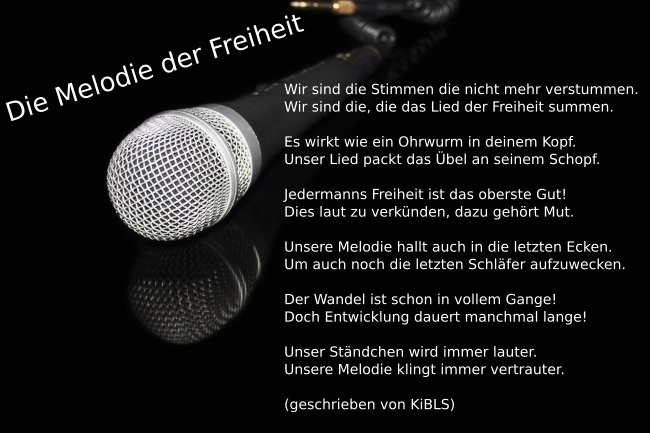 Die Melodie der Freiheit
Wir sind die Stimmen die nicht mehr verstummen.
Wir sind die, die das Lied der Freiheit summen.
Es wirkt wie ein Ohrwurm in deinem Kopf.
Unser Lied packt das Übel an seinem Schopf.
Jedermanns Freiheit ist das oberste Gut!
Dies laut zu verkünden, dazu gehört Mut.
Unsere Melodie hallt auch in die letzten Ecken.
Um auch noch die letzten Schläfer aufzuwecken.
Der Wandel ist schon in vollem Gange!
Doch Entwicklung dauert manchmal lange!
Unser Ständchen wird immer lauter.
Unsere Melodie klingt immer vertrauter.
(geschrieben von KiBLS)